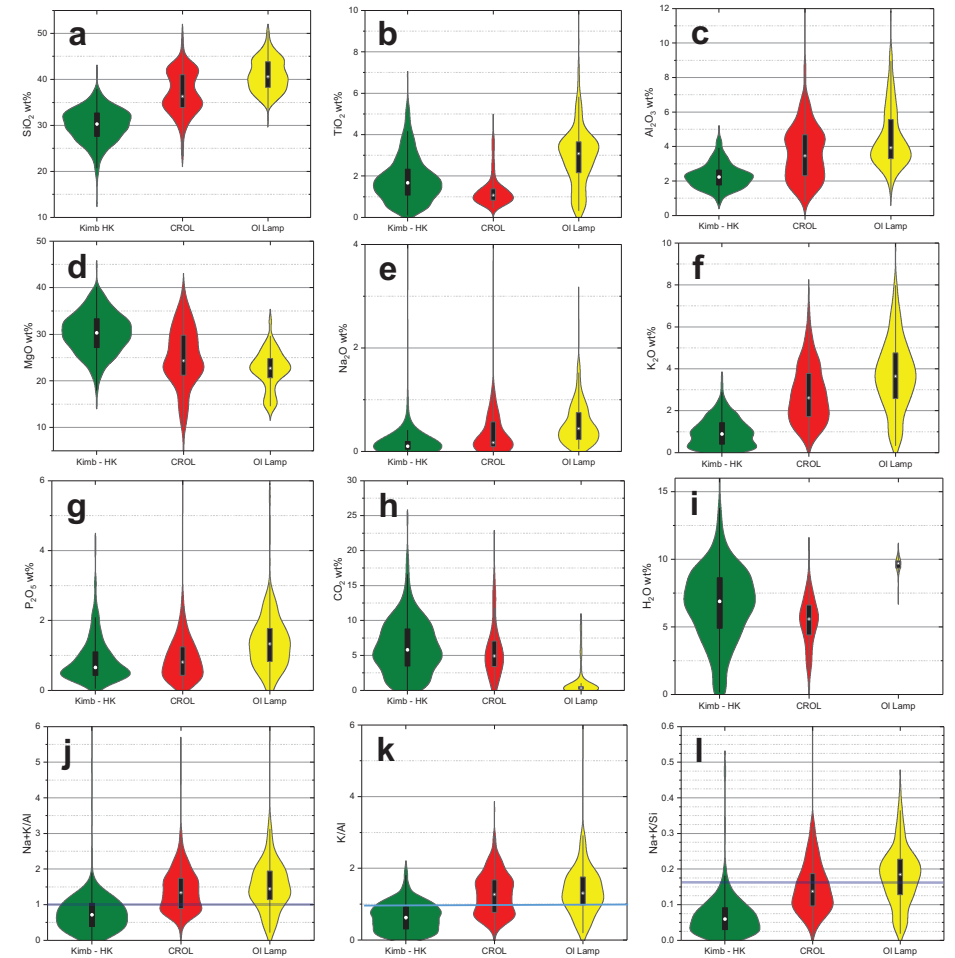 a
SiO2 wt%
50
40
30
20
10
Kimb HK CROL Ol Lamp
b
TiO2 wt%
10
8
6
4
2
0
Kimb - HK CROL Ol Lamp
c
Al2O3 wt%
12
10
8
6
4
2
0
Kimb - HK CROL Ol Lamp
d
MgO wt%
50
40
30
20
10
Kimb - HK CROL Ol Lamp
e
Na2O wt%
4
2
0
Kimb - HK CROL Ol Lamp
f
K2O wt%
10
8
6
4
2
0
Kimb - HK CROL Ol Lamp
g
P2O5 wt%
6
4
2
0
Kimb - HK CROL Ol Lamp
h
CO2 wt%
30
25
20
15
10
5
0
Kimb - HK CROL Ol Lamp
i
H2O wt%
15
10
5
0
Kimb - HK CROL Ol Lamp
j
Na+K/Al
6
5
4
3
2
1
0
Kimb - HK CROL Ol Lamp
k
K/Al
6
4
2
0
Kimb - HK CROL Ol Lamp
l
Na+K/Si
0.6
0.5
0.4
0.3
0.2
0.1
0.0
Kimb - HK CROL Ol Lamp